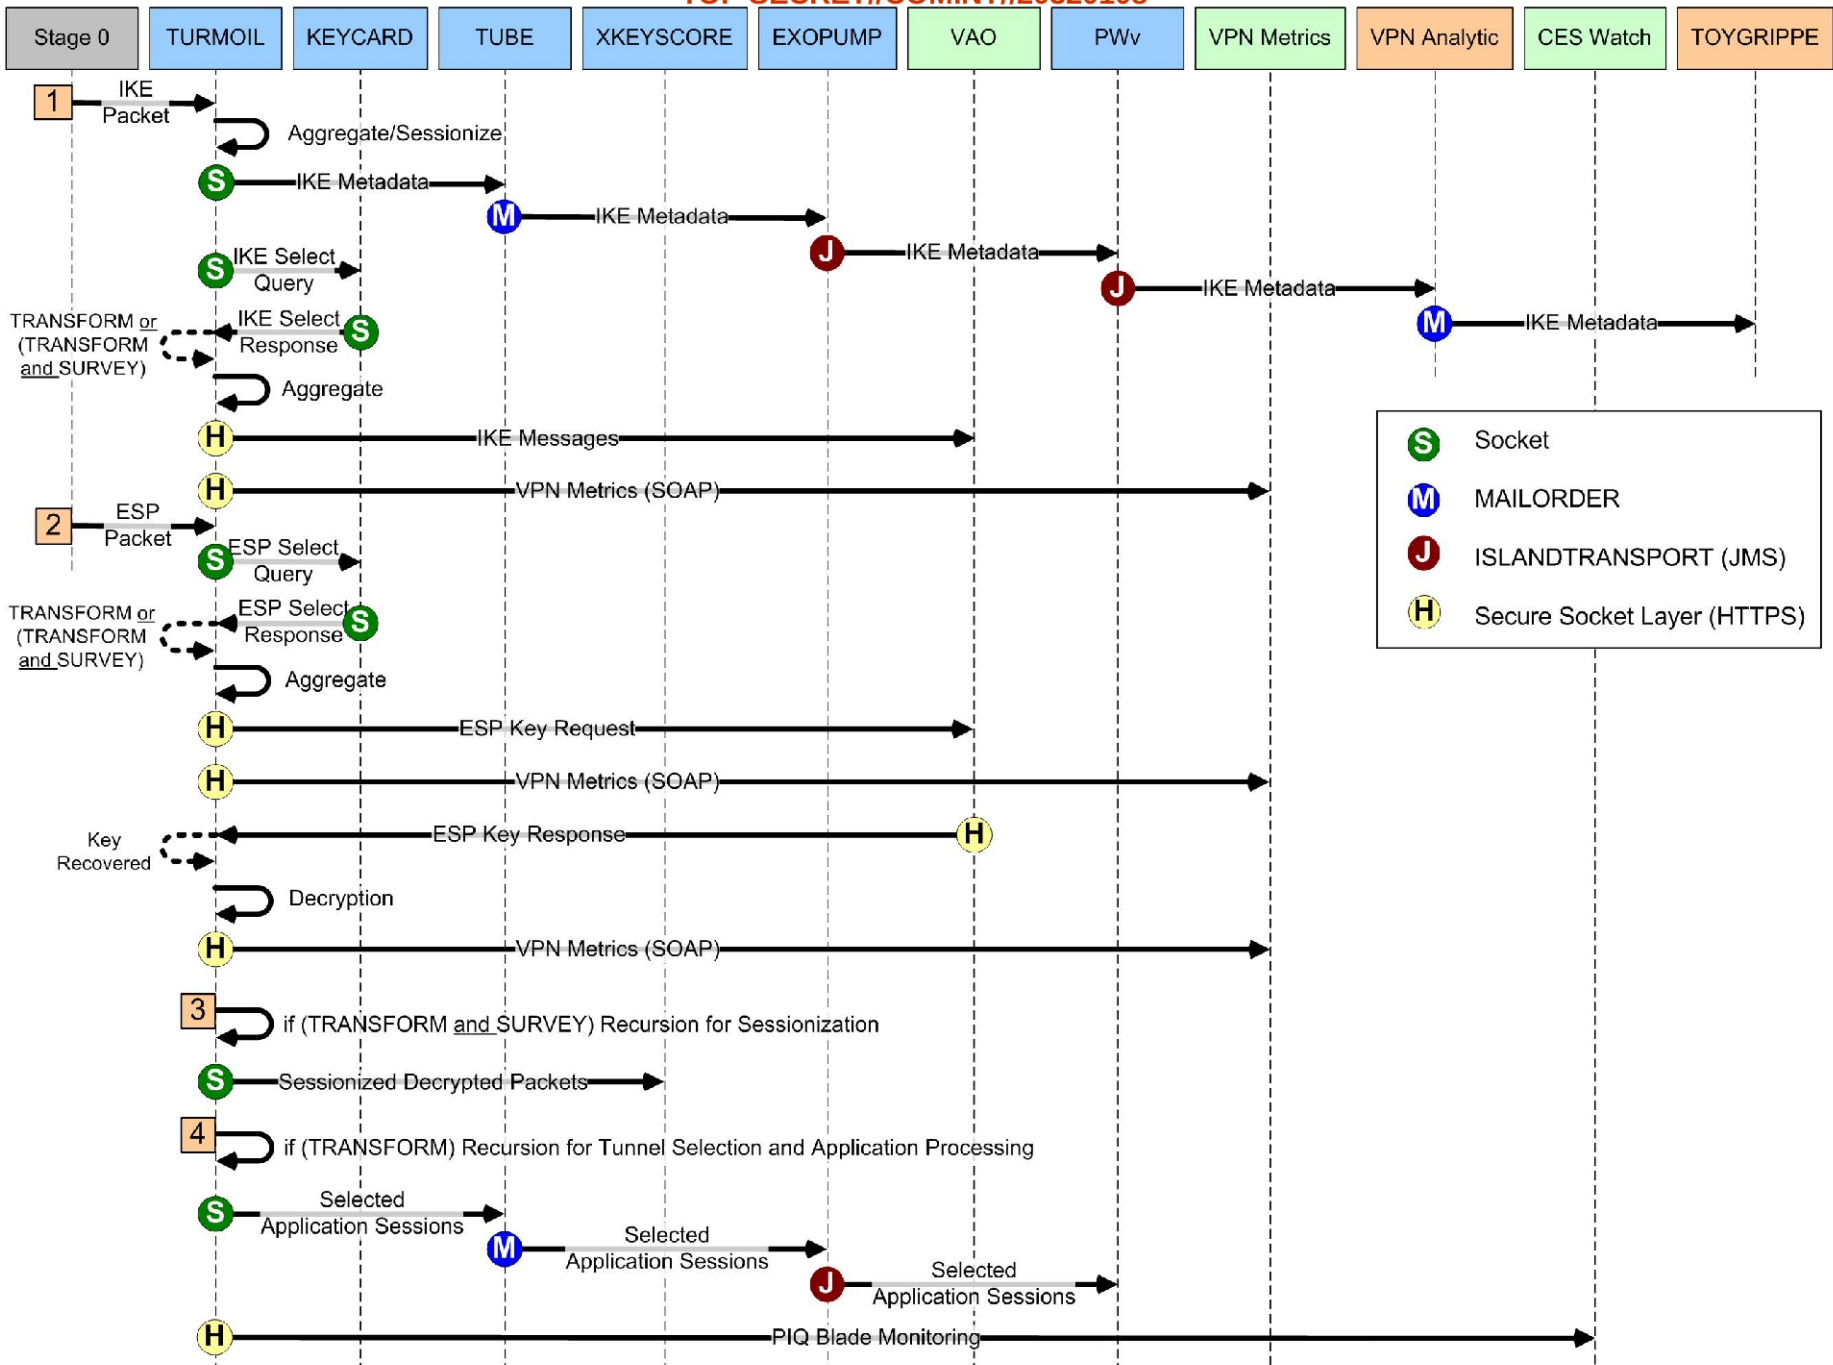 TOP SECRET//COMINT//20320108
Stage 0
TURMOIL
KEYCARD
TUBE
XKEYSCORE
EXOPUMP
VAO
PWv
VPN Metrics
VPN Analytic
CES Watch
TOYGRIPPE
1
IKE
Packet
Aggregate/Sessionize
S
IKE Metadata
M
IKE Metadata
J
IKE Metadata
J
IKE Metadata
M
IKE Metadata
S
IKE Select
Query
TRANSFORM or
(TRANSFORM
and SURVEY)
IKE Select
Response
S
Aggregate
H
IKE Messages
H
VPN Metrics (SOAP)
2
ESP
Packet
S
ESP Select
Query
TRANSFORM or
(TRANSFORM
and SURVEY)
ESP Select
Response
S
Aggregate
H
ESP Key Request
H
VPN Metrics (SOAP)
Key
Recovered
ESP Key Response
H
Decryption
H
VPN Metrics (SOAP)
3
if (TRANSFORM and SURVEY) Recursion for Sessionization
S
Sessionized Decrypted Packets
4
if (TRANSFORM) Recursion for Tunnel Selection and Application Processing
S
Selected
Application Sessions
M
Selected
Application Sessions
J
Selected
Application Sessions
H
PIQ Blade Monitoring
S
Socket
M
MAILORDER
J
ISLANDTRANSPORT (JMS)
H
Secure Socket Layer (HTTPS)